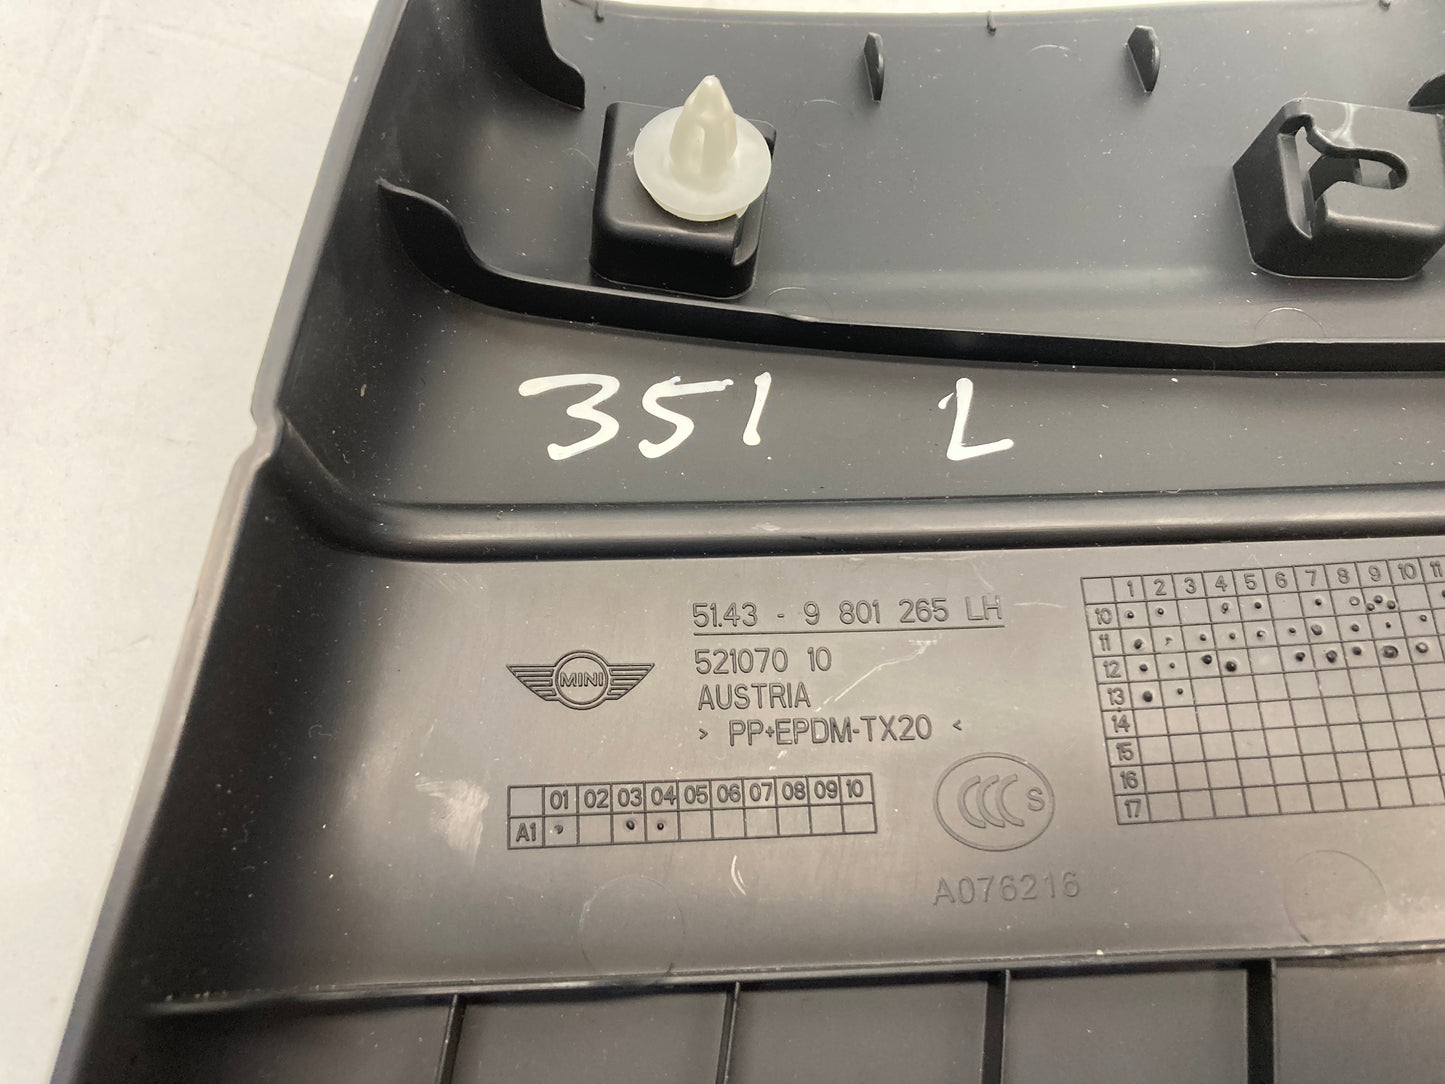 351 L
51.43 - 9 801 265 LH
521070 10
AUSTRIA
> PP+EPDM-TX20 <
MINI
01 02 03 04 05 06 07 08 09 10
A1
CCC S
A076216
1 2 3 4 5 6 7 8 9 10 11
10
11
12
13
14
15
16
17